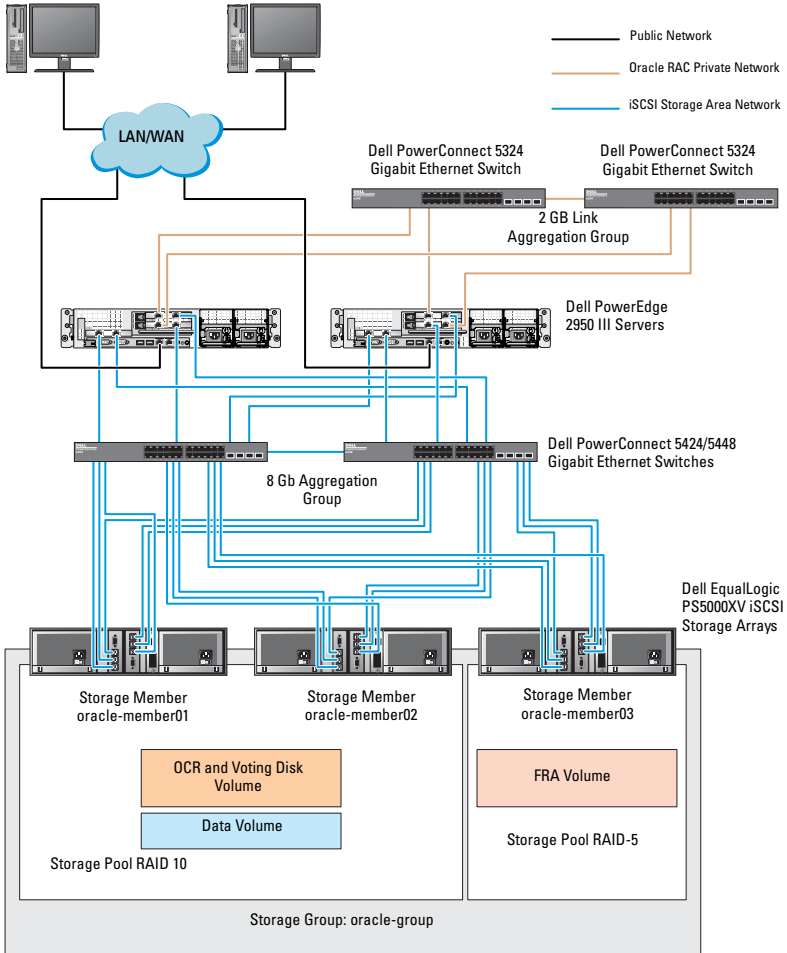 Public Network
Oracle RAC Private Network
iSCSI Storage Area Network
LAN/WAN
Dell PowerConnect 5324
Gigabit Ethernet Switch
Dell PowerConnect 5324
Gigabit Ethernet Switch
2 GB Link
Aggregation Group
Dell PowerEdge
2950 III Servers
Dell PowerConnect 5424/5448
Gigabit Ethernet Switches
8 Gb Aggregation
Group
Dell EqualLogic
PS5000XV iSCSI
Storage Arrays
Storage Member
oracle-member01
Storage Member
oracle-member02
Storage Member
oracle-member03
OCR and Voting Disk
Volume
Data Volume
FRA Volume
Storage Pool RAID 10
Storage Pool RAID-5
Storage Group: oracle-group